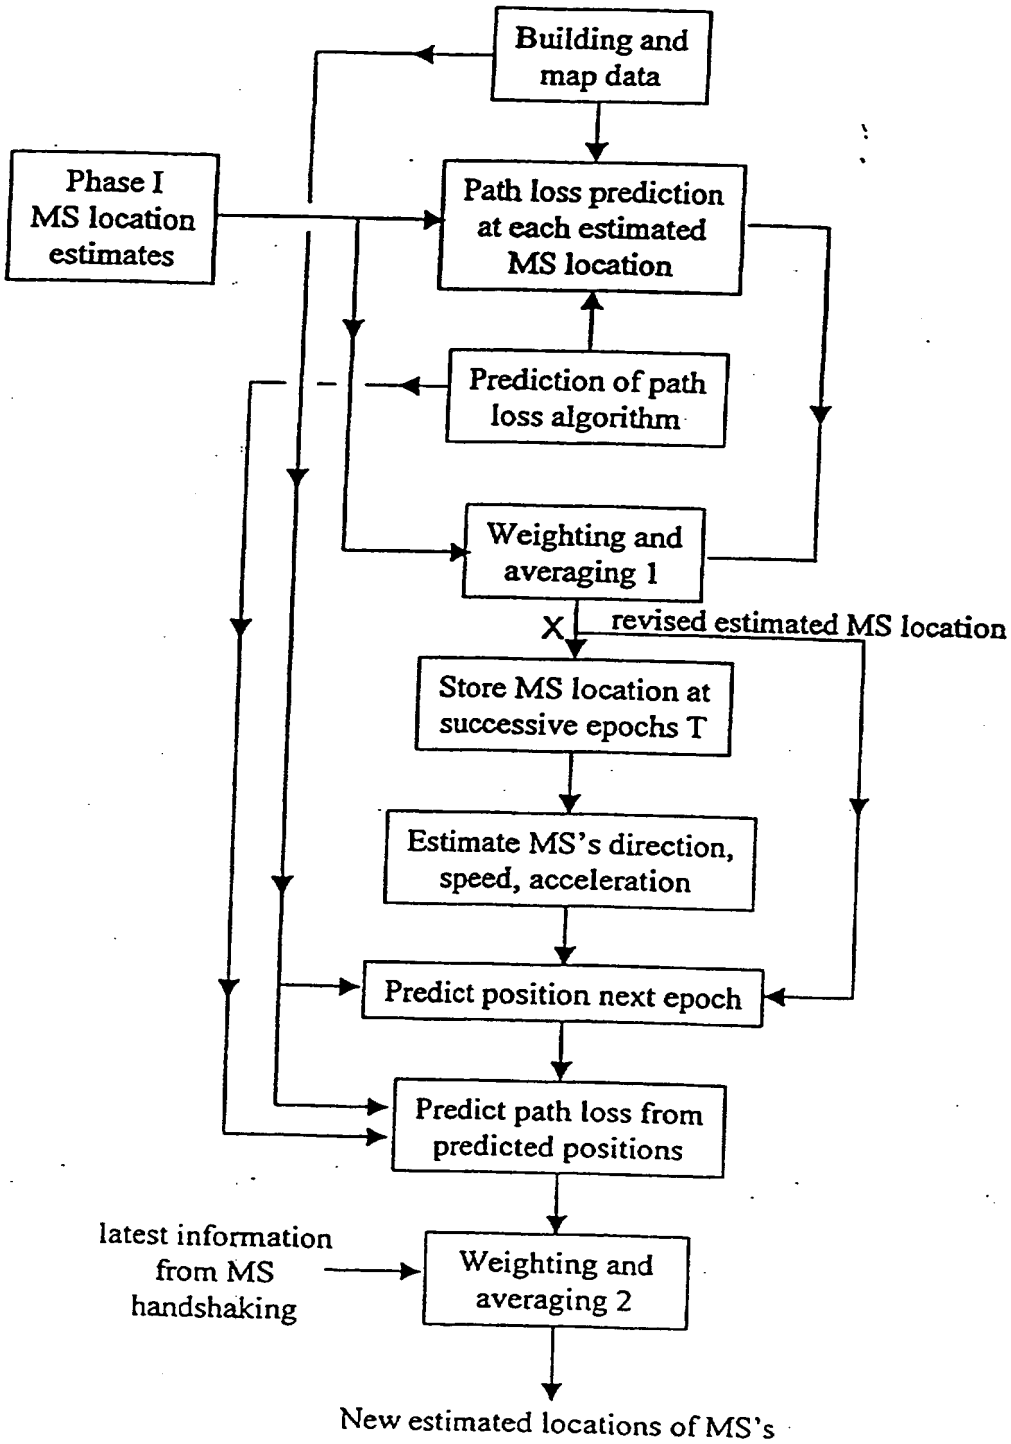 Building and
map data
Phase I
MS location
estimates
Path loss prediction
at each estimated
MS location
Prediction of path
loss algorithm
Weighting and
averaging 1
X
revised estimated MS location
Store MS location at
successive epochs T
Estimate MS's direction,
speed, acceleration
Predict position next epoch
Predict path loss from
predicted positions
latest information
from MS
handshaking
Weighting and
averaging 2
New estimated locations of MS's